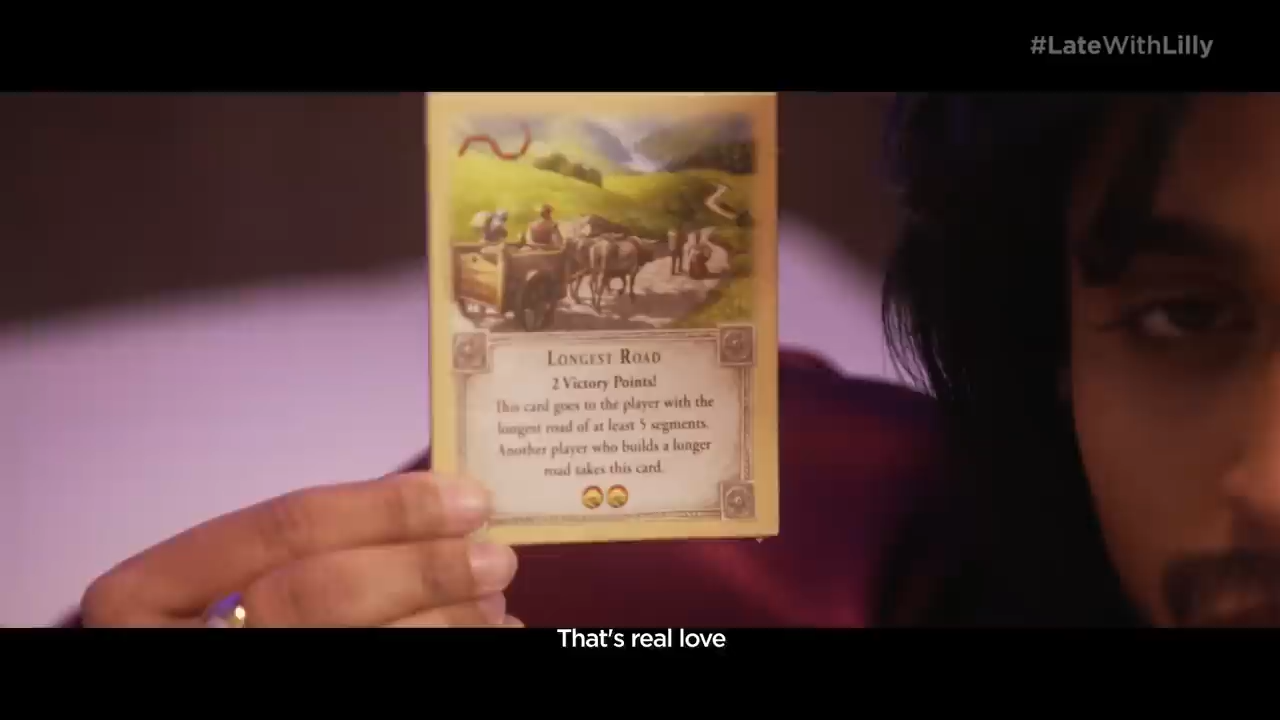 #LateWithLilly
LONGEST ROAD
2 Victory Points!
This card goes to the player with the
longest road of at least 5 segments.
Another player who builds a longer
road takes this card.
That's real love